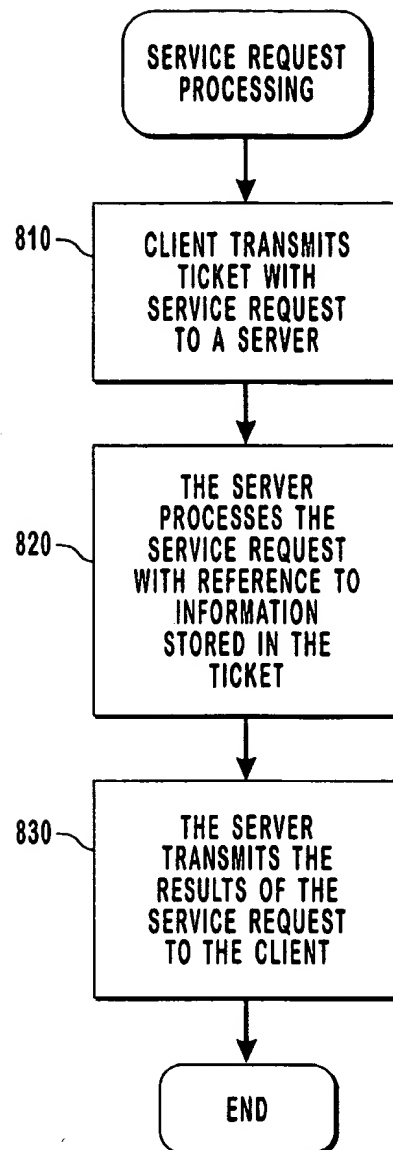 SERVICE REQUEST
PROCESSING
810
CLIENT TRANSMITS
TICKET WITH
SERVICE REQUEST
TO A SERVER
820
THE SERVER
PROCESSES THE
SERVICE REQUEST
WITH REFERENCE TO
INFORMATION
STORED IN THE
TICKET
830
THE SERVER
TRANSMITS THE
RESULTS OF THE
SERVICE REQUEST
TO THE CLIENT
END